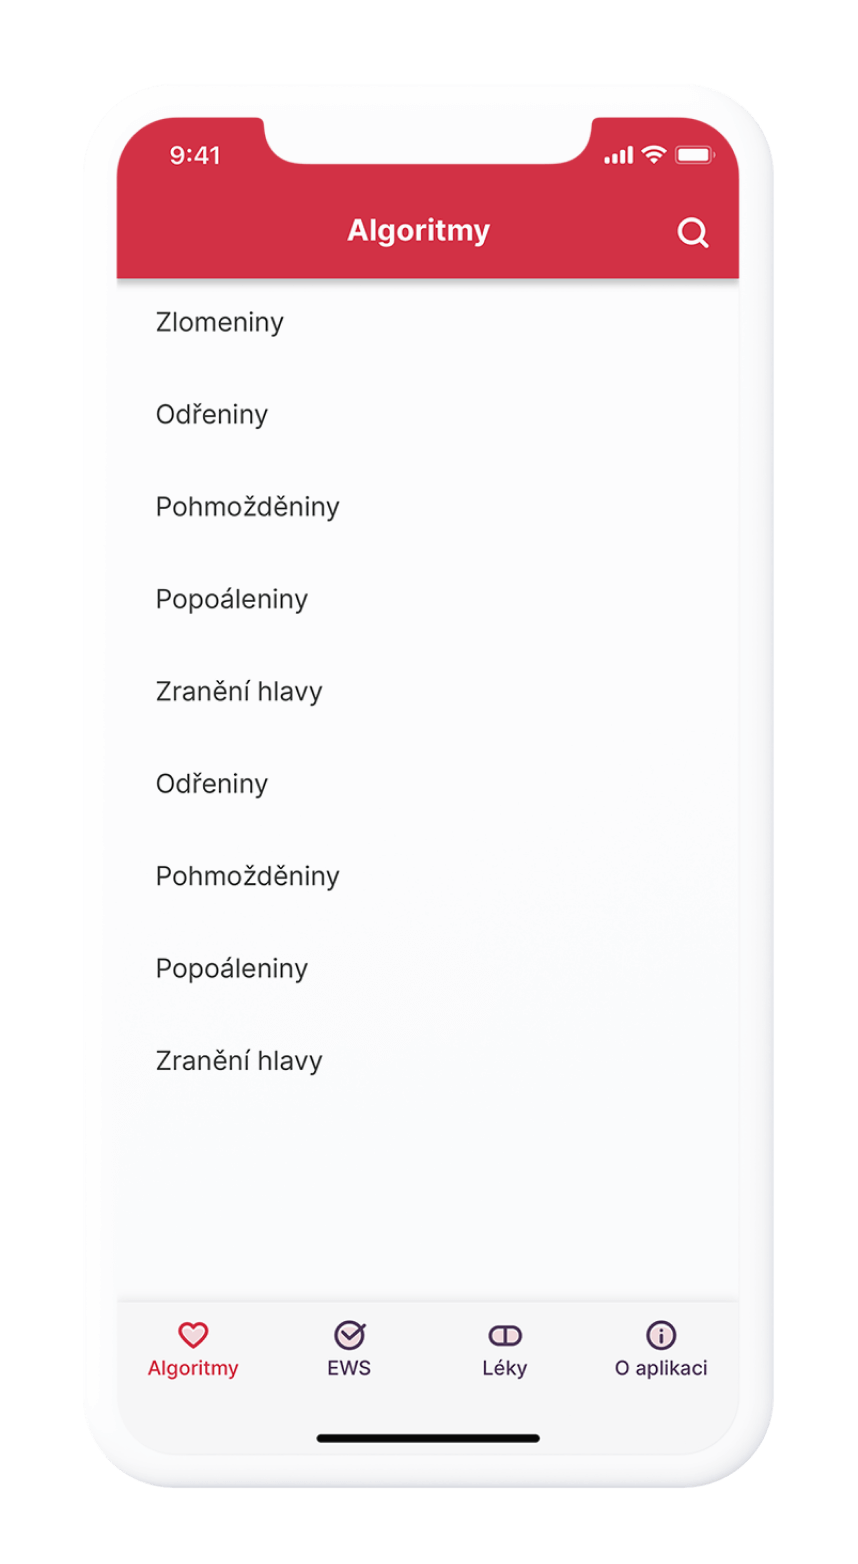 9:41
Algoritmy
Zlomeniny
Odřeniny
Pohmožděniny
Popoáleniny
Zranění hlavy
Odřeniny
Pohmožděniny
Popoáleniny
Zranění hlavy
Algoritmy EWS Léky O aplikaci